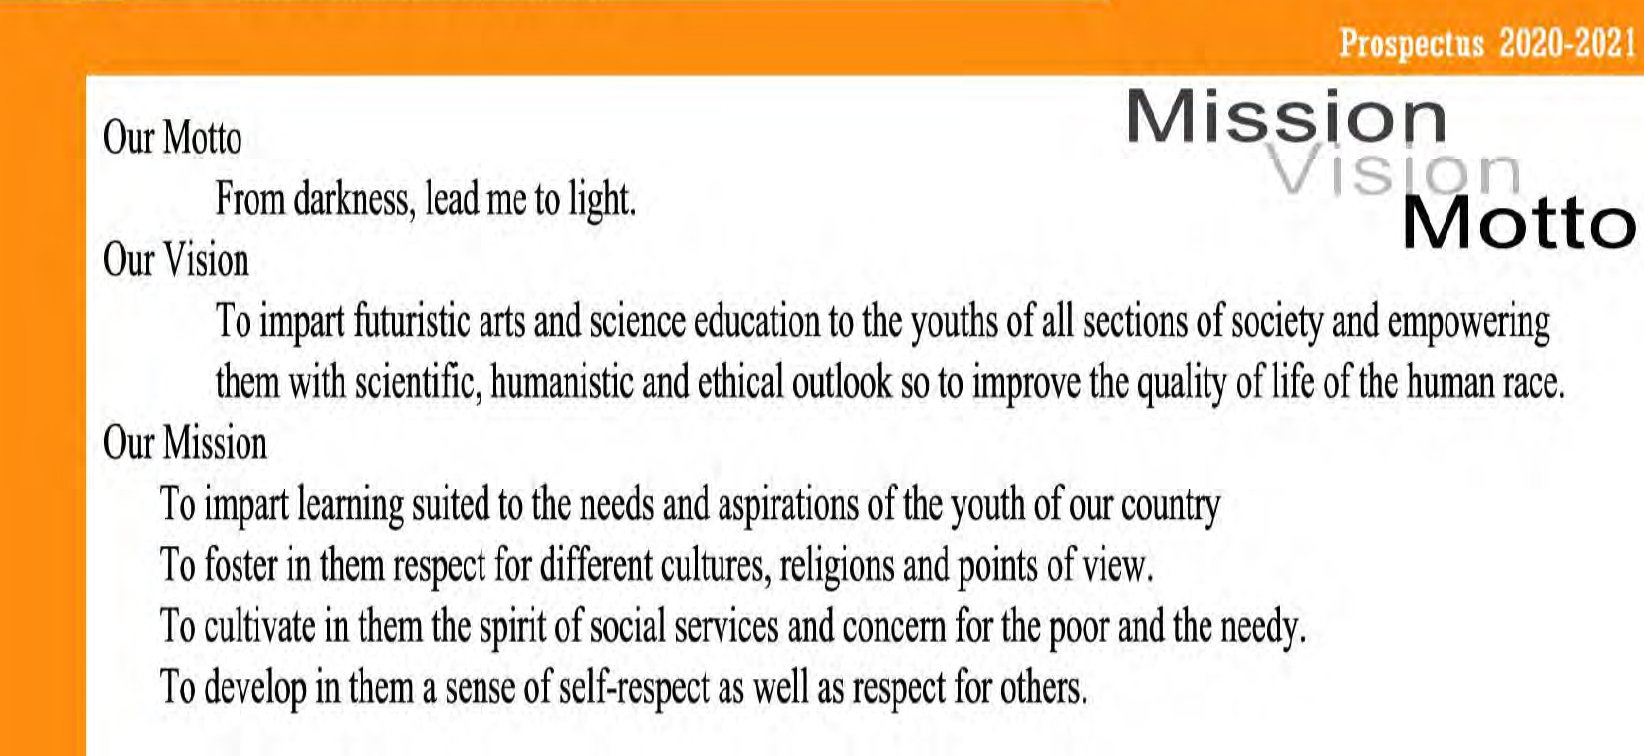 Prospectus 2020-2021
Mission
Vision
Motto
Our Motto
From darkness, lead me to light.
Our Vision
To impart futuristic arts and science education to the youths of all sections of society and empowering
them with scientific, humanistic and ethical outlook so to improve the quality of life of the human race.
Our Mission
To impart learning suited to the needs and aspirations of the youth of our country
To foster in them respect for different cultures, religions and points of view.
To cultivate in them the spirit of social services and concern for the poor and the needy.
To develop in them a sense of self-respect as well as respect for others.